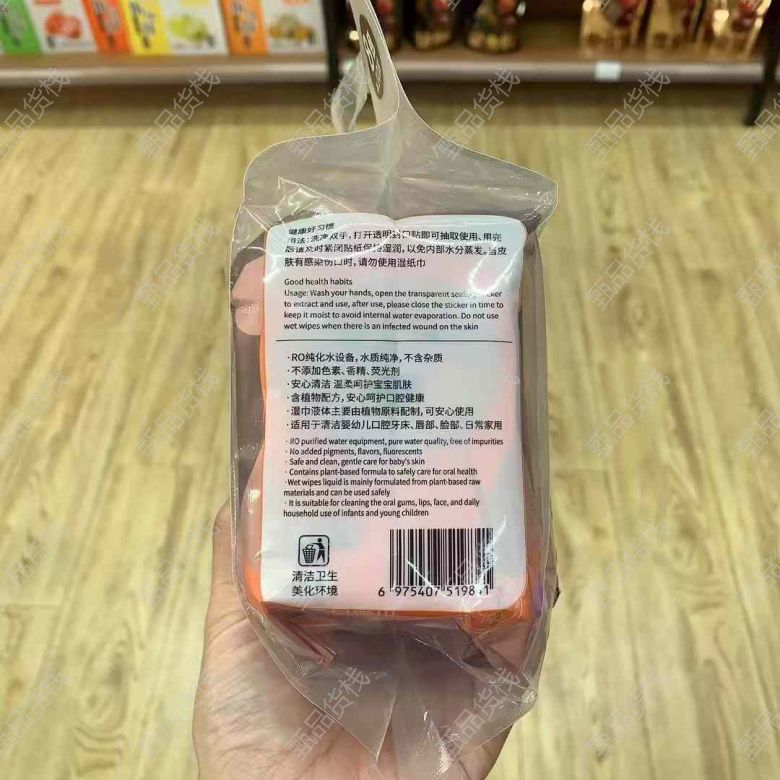 健康好习惯
用法：洗净双手，打开透明封口贴即可抽取使用、用完
后请及时紧闭贴纸保持湿润，以免内部水分蒸发。当皮
肤有感染伤口时，请勿使用湿纸巾
Good health habits
Usage: Wash your hands, open the transparent sealing sticker
to extract and use, after use, please close the sticker in time to
keep it moist to avoid internal water evaporation. Do not use
wet wipes when there is an infected wound on the skin
·RO纯化水设备，水质纯净，不含杂质
·不添加色素、香精、荧光剂
·安心清洁 温柔呵护宝宝肌肤
·含植物配方，安心呵护口腔健康
·湿巾液体主要由植物原料配制，可安心使用
·适用于清洁婴幼儿口腔牙床、唇部、脸部、日常家用
· RO purified water equipment, pure water quality, free of impurities
· No added pigments, flavors, fluorescents
· Safe and clean, gentle care for baby's skin
· Contains plant-based formula to safely care for oral health
·Wet wipes liquid is mainly formulated from plant-based raw
materials and can be used safely
· It is suitable for cleaning the oral gums, lips, face, and daily
household use of infants and young children
清洁卫生
美化环境
6 975407 519841
甄品货栈